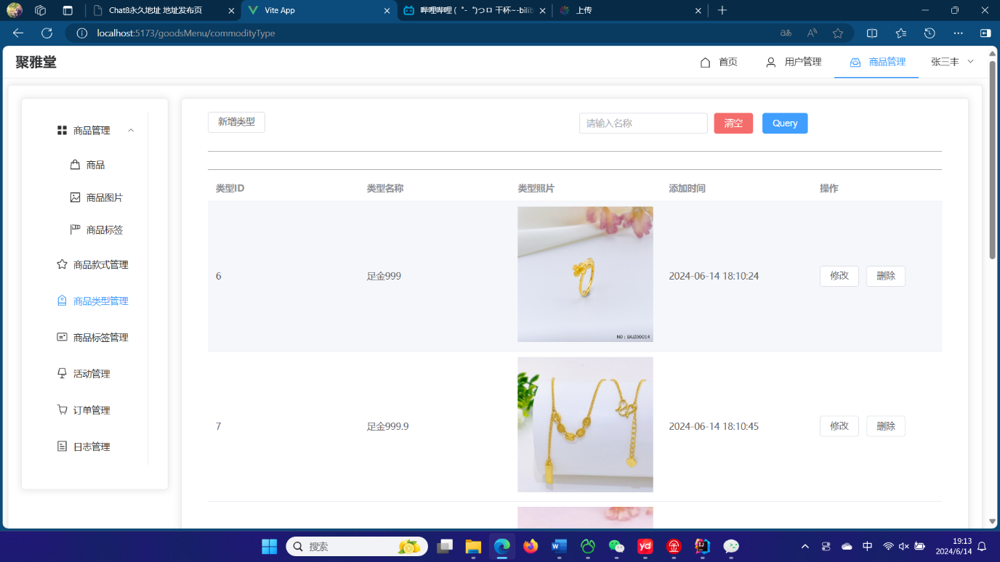 Chat8永久地址 地址发布页
Vite App
哔哩哔哩 (゜-゜)つロ 干杯~-bilib
上传
localhost:5173/goodsMenu/commodityType
聚雅堂
首页
用户管理
商品管理
张三丰
商品管理
商品
商品图片
商品标签
商品款式管理
商品类型管理
商品标签管理
活动管理
订单管理
日志管理
新增类型
请输入名称
清空
Query
类型ID 类型名称 类型照片 添加时间 操作
6 足金999 2024-06-14 18:10:24 修改 删除
NO：BAJZ00014
7 足金999.9 2024-06-14 18:10:45 修改 删除
搜索
中
19:13
2024/6/14